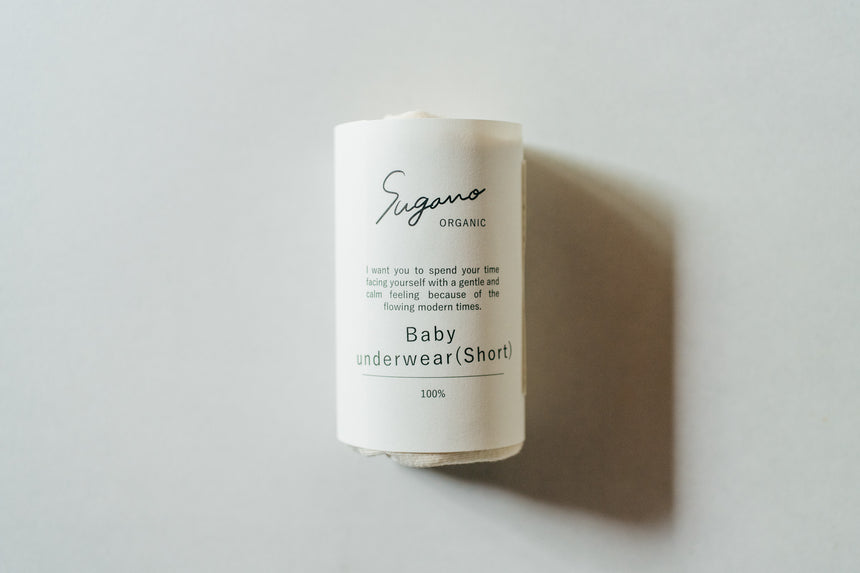 Sugano
ORGANIC
I want you to spend your time
facing yourself with a gentle and
calm feeling because of the
flowing modern times.
Baby
underwear(Short)
100%